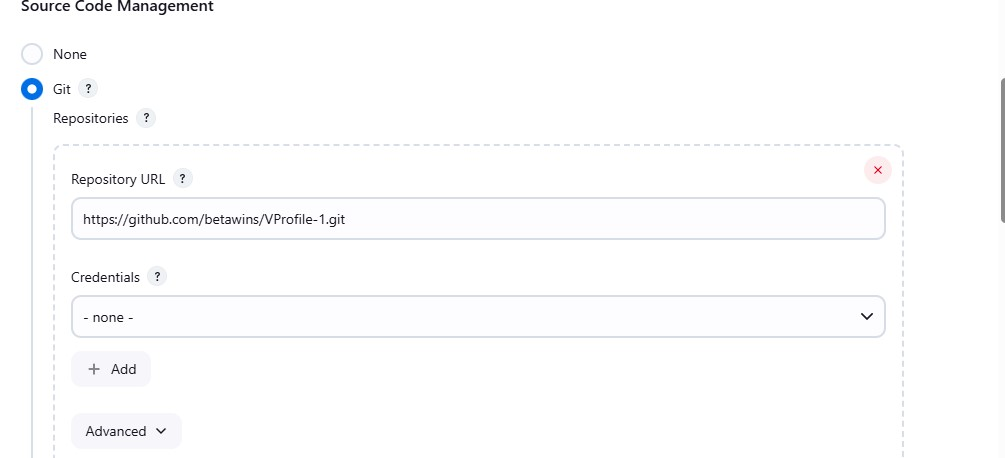 Source Code Management
None
Git ?
Repositories ?
Repository URL ?
https://github.com/betawins/VProfile-1.git
Credentials ?
- none -
+ Add
Advanced